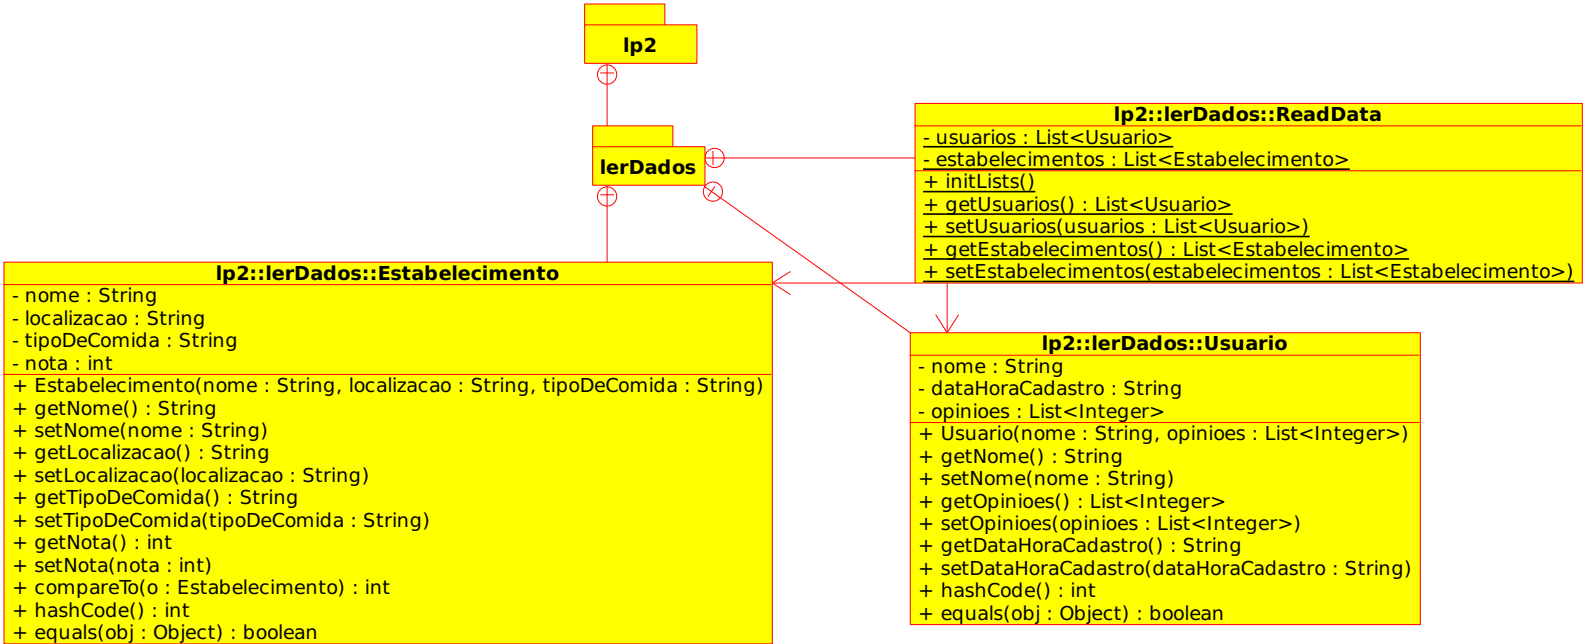 lp2
lerDados
lp2::lerDados::ReadData
- usuarios : List<Usuario>
- estabelecimentos : List<Estabelecimento>
+ initLists()
+ getUsuarios() : List<Usuario>
+ setUsuarios(usuarios : List<Usuario>)
+ getEstabelecimentos() : List<Estabelecimento>
+ setEstabelecimentos(estabelecimentos : List<Estabelecimento>)
lp2::lerDados::Estabelecimento
- nome : String
- localizacao : String
- tipoDeComida : String
- nota : int
+ Estabelecimento(nome : String, localizacao : String, tipoDeComida : String)
+ getNome() : String
+ setNome(nome : String)
+ getLocalizacao() : String
+ setLocalizacao(localizacao : String)
+ getTipoDeComida() : String
+ setTipoDeComida(tipoDeComida : String)
+ getNota() : int
+ setNota(nota : int)
+ compareTo(o : Estabelecimento) : int
+ hashCode() : int
+ equals(obj : Object) : boolean
lp2::lerDados::Usuario
- nome : String
- dataHoraCadastro : String
- opinioes : List<Integer>
+ Usuario(nome : String, opinioes : List<Integer>)
+ getNome() : String
+ setNome(nome : String)
+ getOpinioes() : List<Integer>
+ setOpinioes(opinioes : List<Integer>)
+ getDataHoraCadastro() : String
+ setDataHoraCadastro(dataHoraCadastro : String)
+ hashCode() : int
+ equals(obj : Object) : boolean